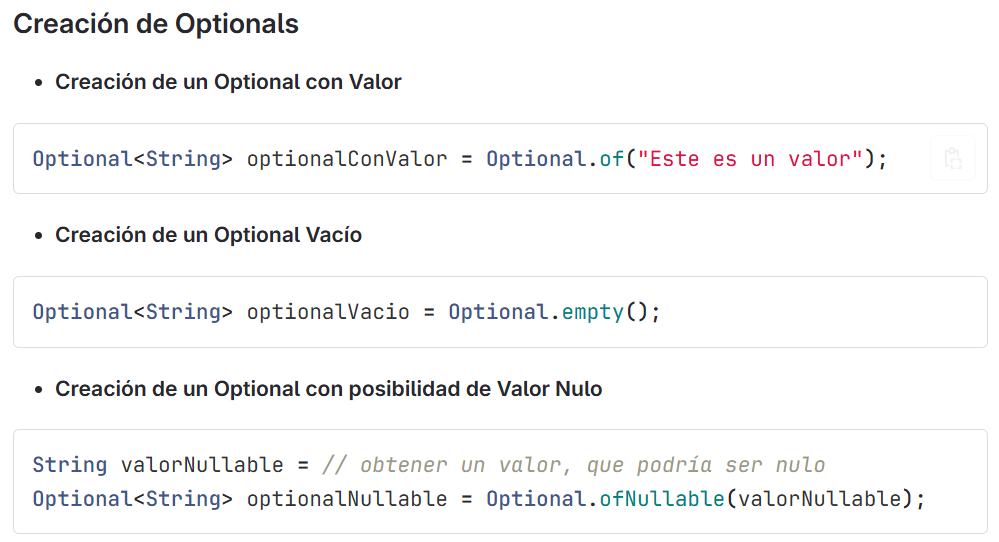 Creación de Optionals
• Creación de un Optional con Valor
Optional<String> optionalConValor = Optional.of("Este es un valor");
• Creación de un Optional Vacío
Optional<String> optionalVacio = Optional.empty();
• Creación de un Optional con posibilidad de Valor Nulo
String valorNullable = // obtener un valor, que podría ser nulo
Optional<String> optionalNullable = Optional.ofNullable(valorNullable);